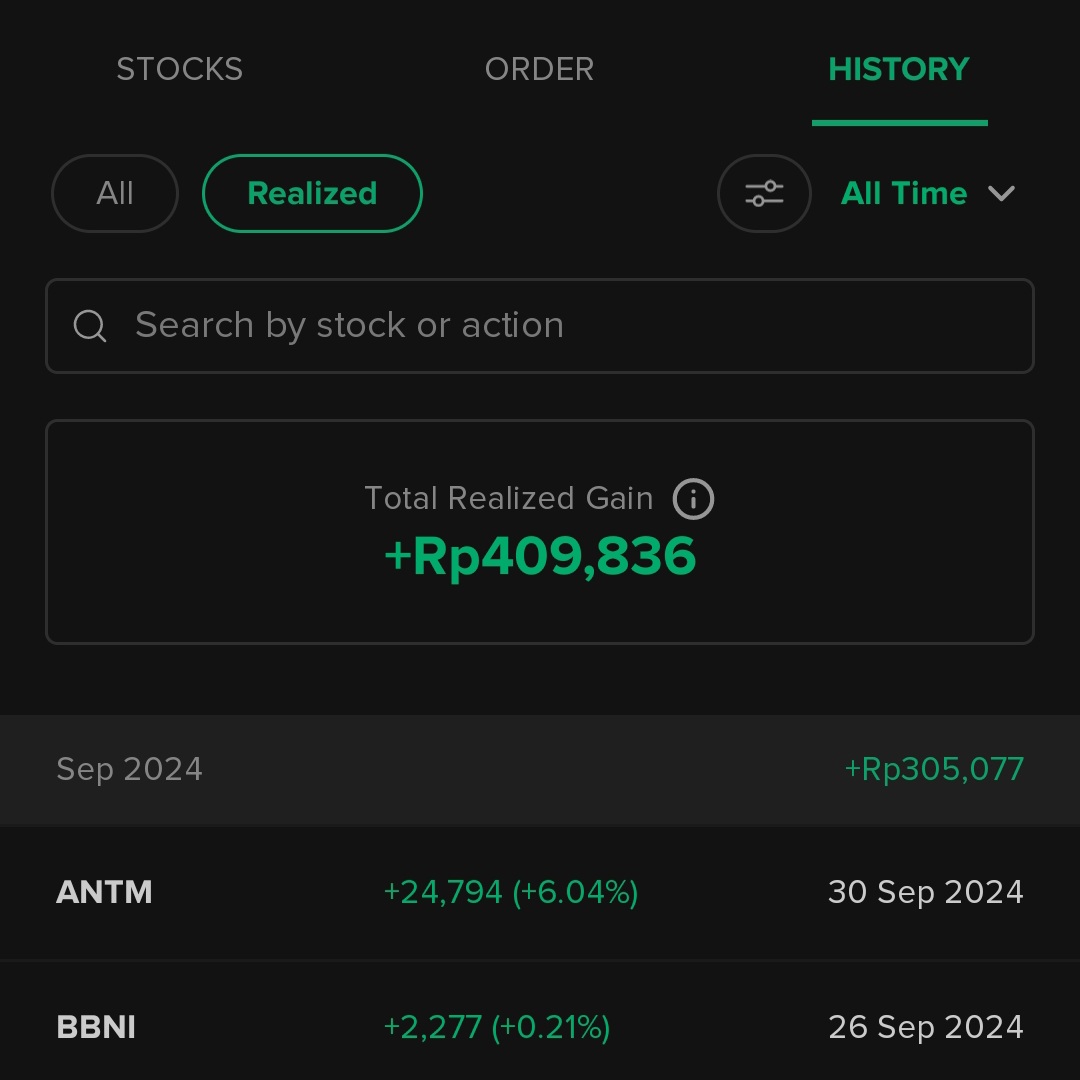 STOCKS ORDER HISTORY
All Realized All Time
Search by stock or action
Total Realized Gain
+Rp409,836
Sep 2024 +Rp305,077
ANTM +24,794 (+6.04%) 30 Sep 2024
BBNI +2,277 (+0.21%) 26 Sep 2024